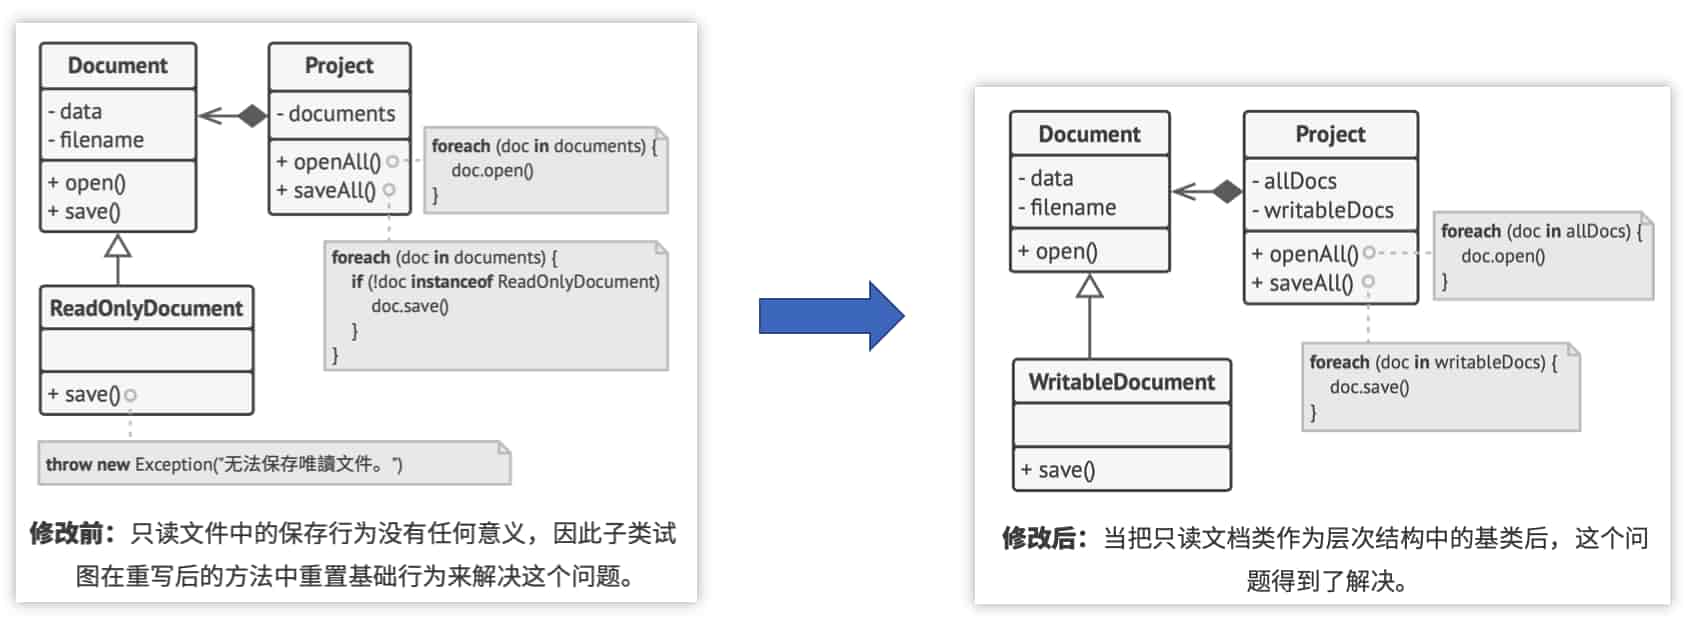 Document
- data
- filename
+ open()
+ save()
Project
- documents
+ openAll()
+ saveAll()
foreach (doc in documents) {
doc.open()
}
foreach (doc in documents) {
if (!doc instanceof ReadOnlyDocument)
doc.save()
}
}
ReadOnlyDocument
+ save()
throw new Exception("无法保存唯讀文件。")
修改前：只读文件中的保存行为没有任何意义，因此子类试
图在重写后的方法中重置基础行为来解决这个问题。
Document
- data
- filename
+ open()
Project
- allDocs
- writableDocs
+ openAll()
+ saveAll()
foreach (doc in allDocs) {
doc.open()
}
foreach (doc in writableDocs) {
doc.save()
}
WritableDocument
+ save()
修改后：当把只读文档类作为层次结构中的基类后，这个问
题得到了解决。